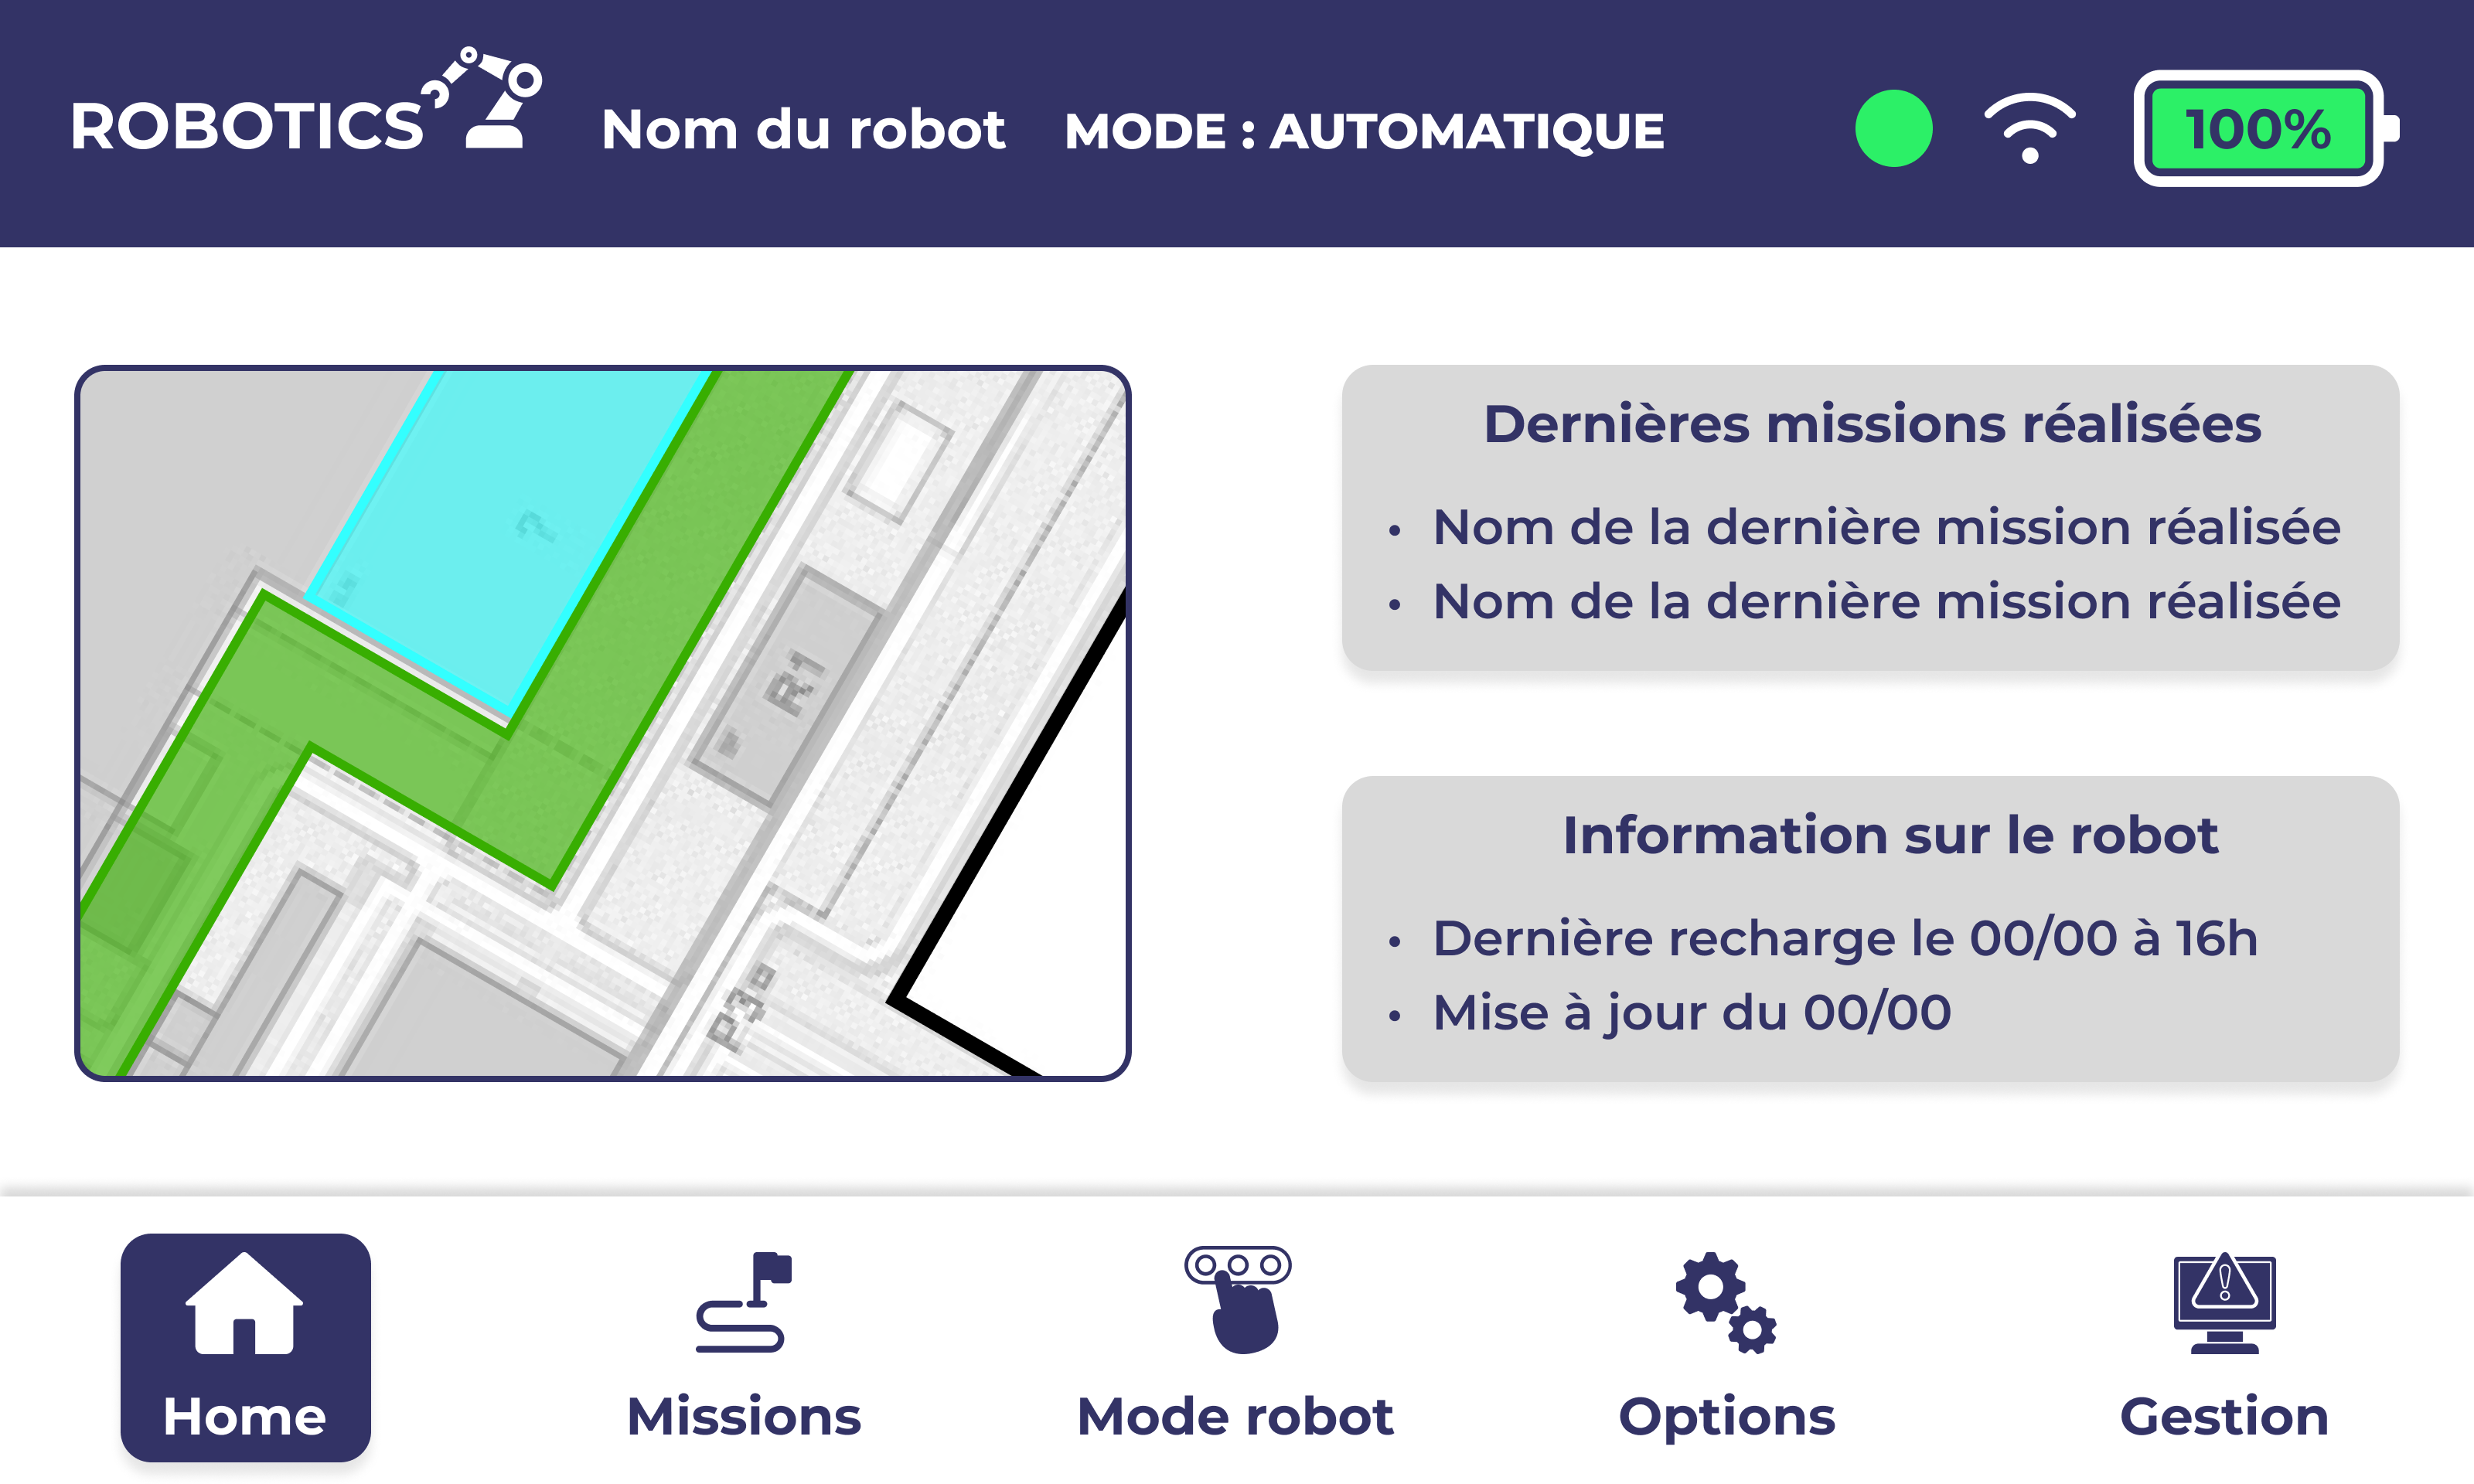 ROBOTICS
Nom du robot
MODE : AUTOMATIQUE
100%
R1
Dernières missions réalisées
• Nom de la dernière mission réalisée
• Nom de la dernière mission réalisée
Information sur le robot
• Dernière recharge le 00/00 à 16h
• Mise à jour du 00/00
Home
Missions
Mode robot
Options
Gestion